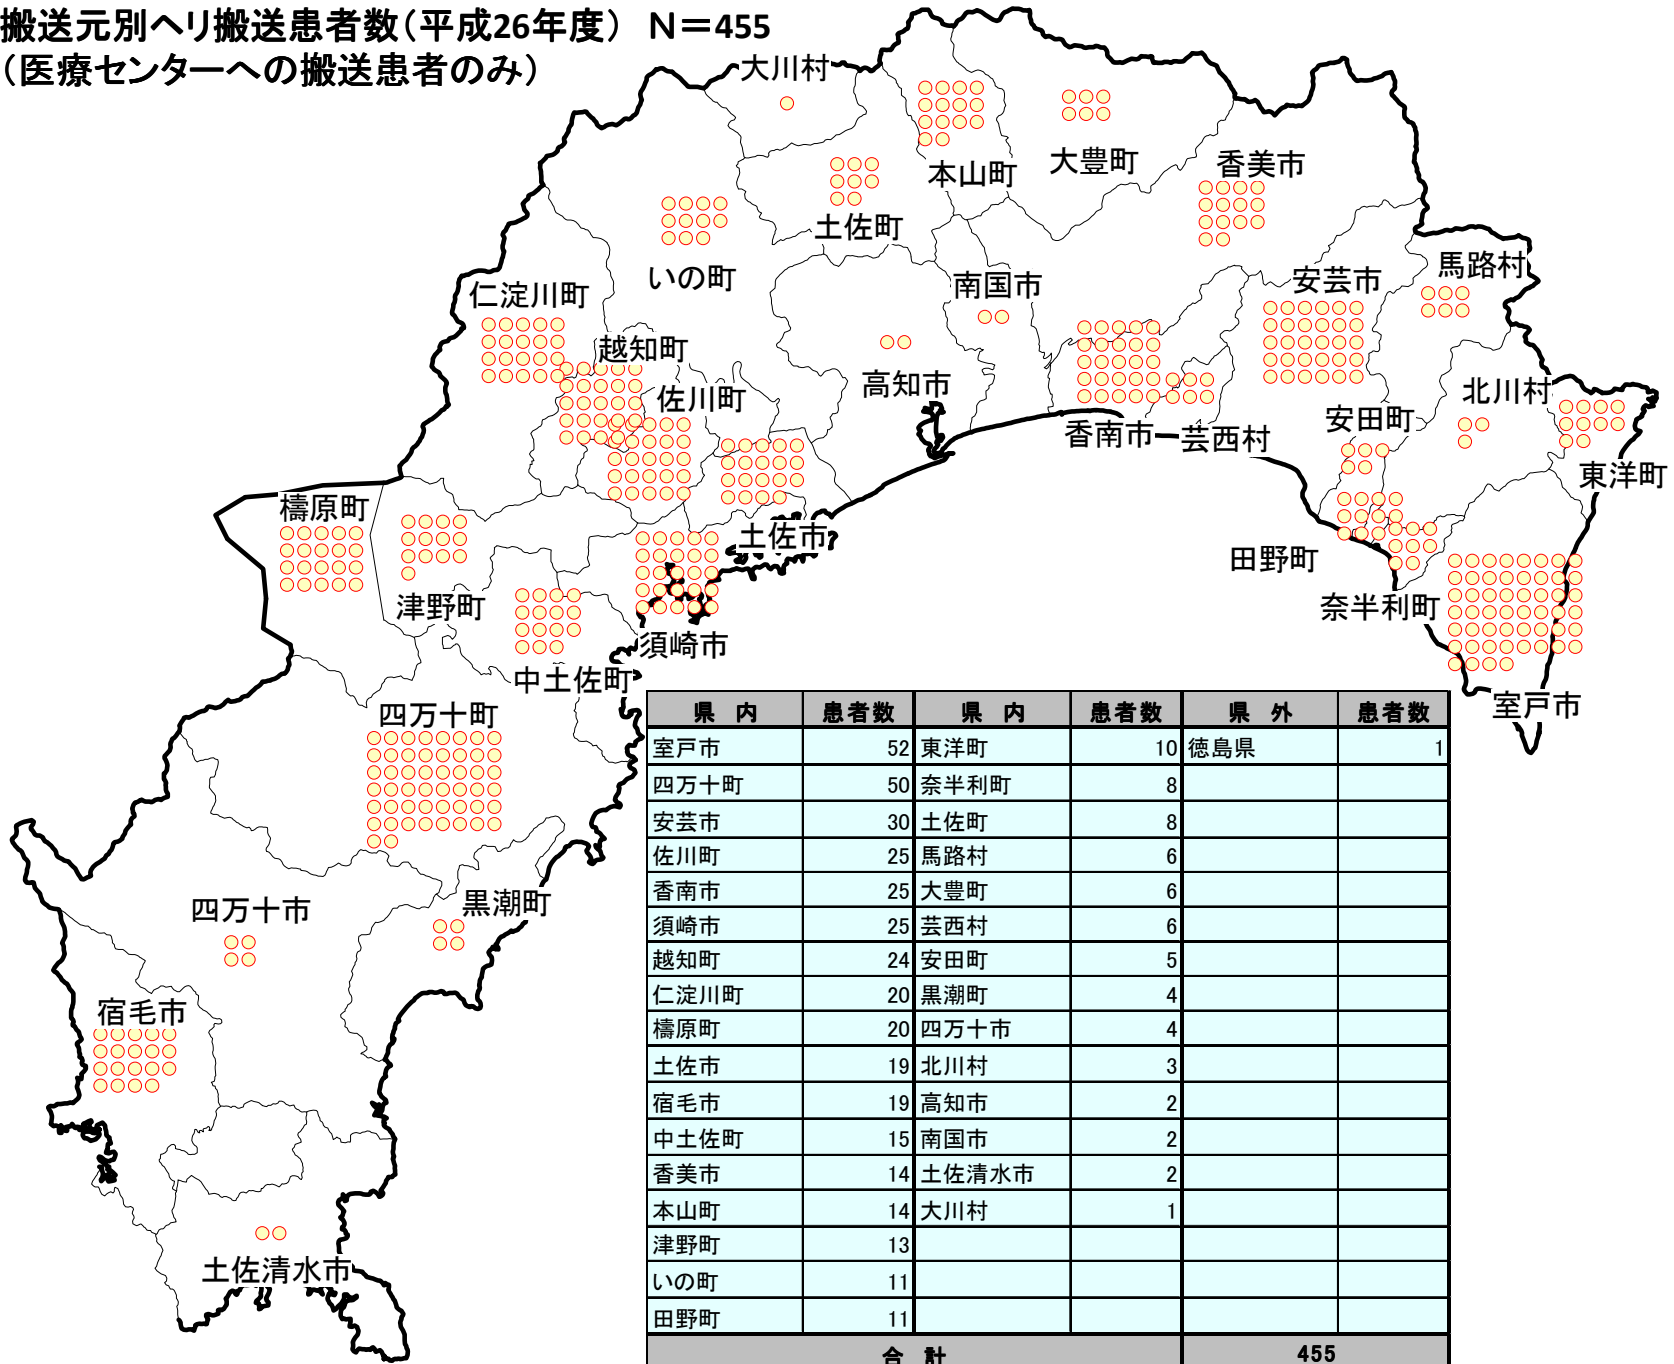 搬送元別ヘリ搬送患者数（平成26年度） N＝455
（医療センターへの搬送患者のみ）
大川村
本山町
大豊町
香美市
土佐町
いの町
仁淀川町
南国市
安芸市
馬路村
越知町
高知市
佐川町
北川村
安田町
香南市
芸西村
東洋町
檮原町
土佐市
田野町
津野町
奈半利町
須崎市
中土佐町
室戸市
四万十町
四万十市
黒潮町
宿毛市
土佐清水市
県 内 患者数 県 内 患者数 県 外 患者数
室戸市 52 東洋町 10 徳島県 1
四万十町 50 奈半利町 8
安芸市 30 土佐町 8
佐川町 25 馬路村 6
香南市 25 大豊町 6
須崎市 25 芸西村 6
越知町 24 安田町 5
仁淀川町 20 黒潮町 4
檮原町 20 四万十市 4
土佐市 19 北川村 3
宿毛市 19 高知市 2
中土佐町 15 南国市 2
香美市 14 土佐清水市 2
本山町 14 大川村 1
津野町 13
いの町 11
田野町 11
合 計 455